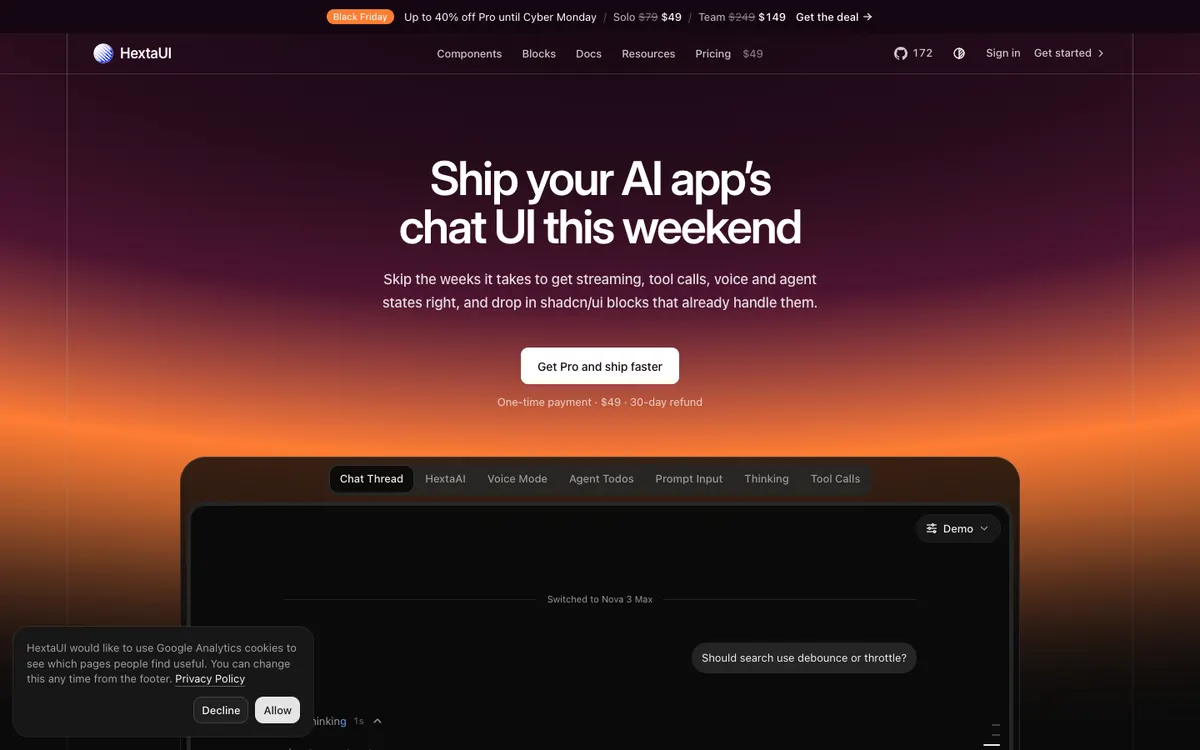 Black Friday Up to 40% off Pro until Cyber Monday / Solo $79 $49 / Team $249 $149 Get the deal →
HextaUI Components Blocks Docs Resources Pricing $49 172 Sign in Get started
Ship your AI app's
chat UI this weekend
Skip the weeks it takes to get streaming, tool calls, voice and agent
states right, and drop in shadcn/ui blocks that already handle them.
Get Pro and ship faster
One-time payment · $49 · 30-day refund
Chat Thread HextaAI Voice Mode Agent Todos Prompt Input Thinking Tool Calls
Demo
Switched to Nova 3 Max
Should search use debounce or throttle?
HextaUI would like to use Google Analytics cookies to
see which pages people find useful. You can change
this any time from the footer. Privacy Policy
Decline Allow
hinking 1s